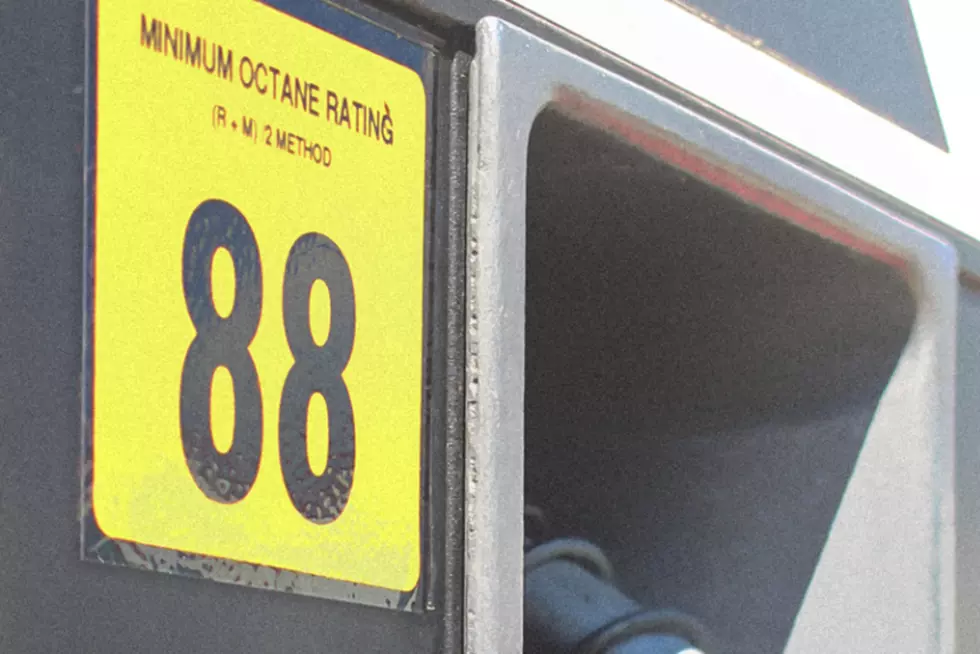 MINIMUM OCTANE RATING
(R + M) 2 METHOD
88